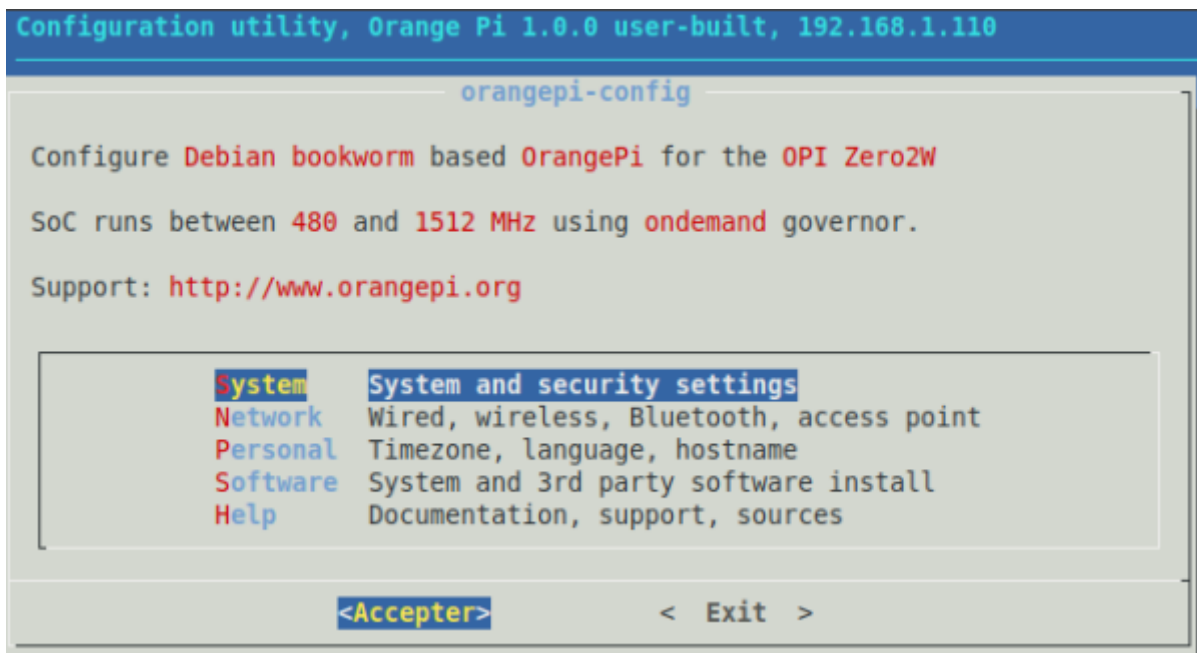 Configuration utility, Orange Pi 1.0.0 user-built, 192.168.1.110
orangepi-config
Configure Debian bookworm based OrangePi for the OPI Zero2W
SoC runs between 480 and 1512 MHz using ondemand governor.
Support: http://www.orangepi.org
System System and security settings
Network Wired, wireless, Bluetooth, access point
Personal Timezone, language, hostname
Software System and 3rd party software install
Help Documentation, support, sources
<Accepter> < Exit >